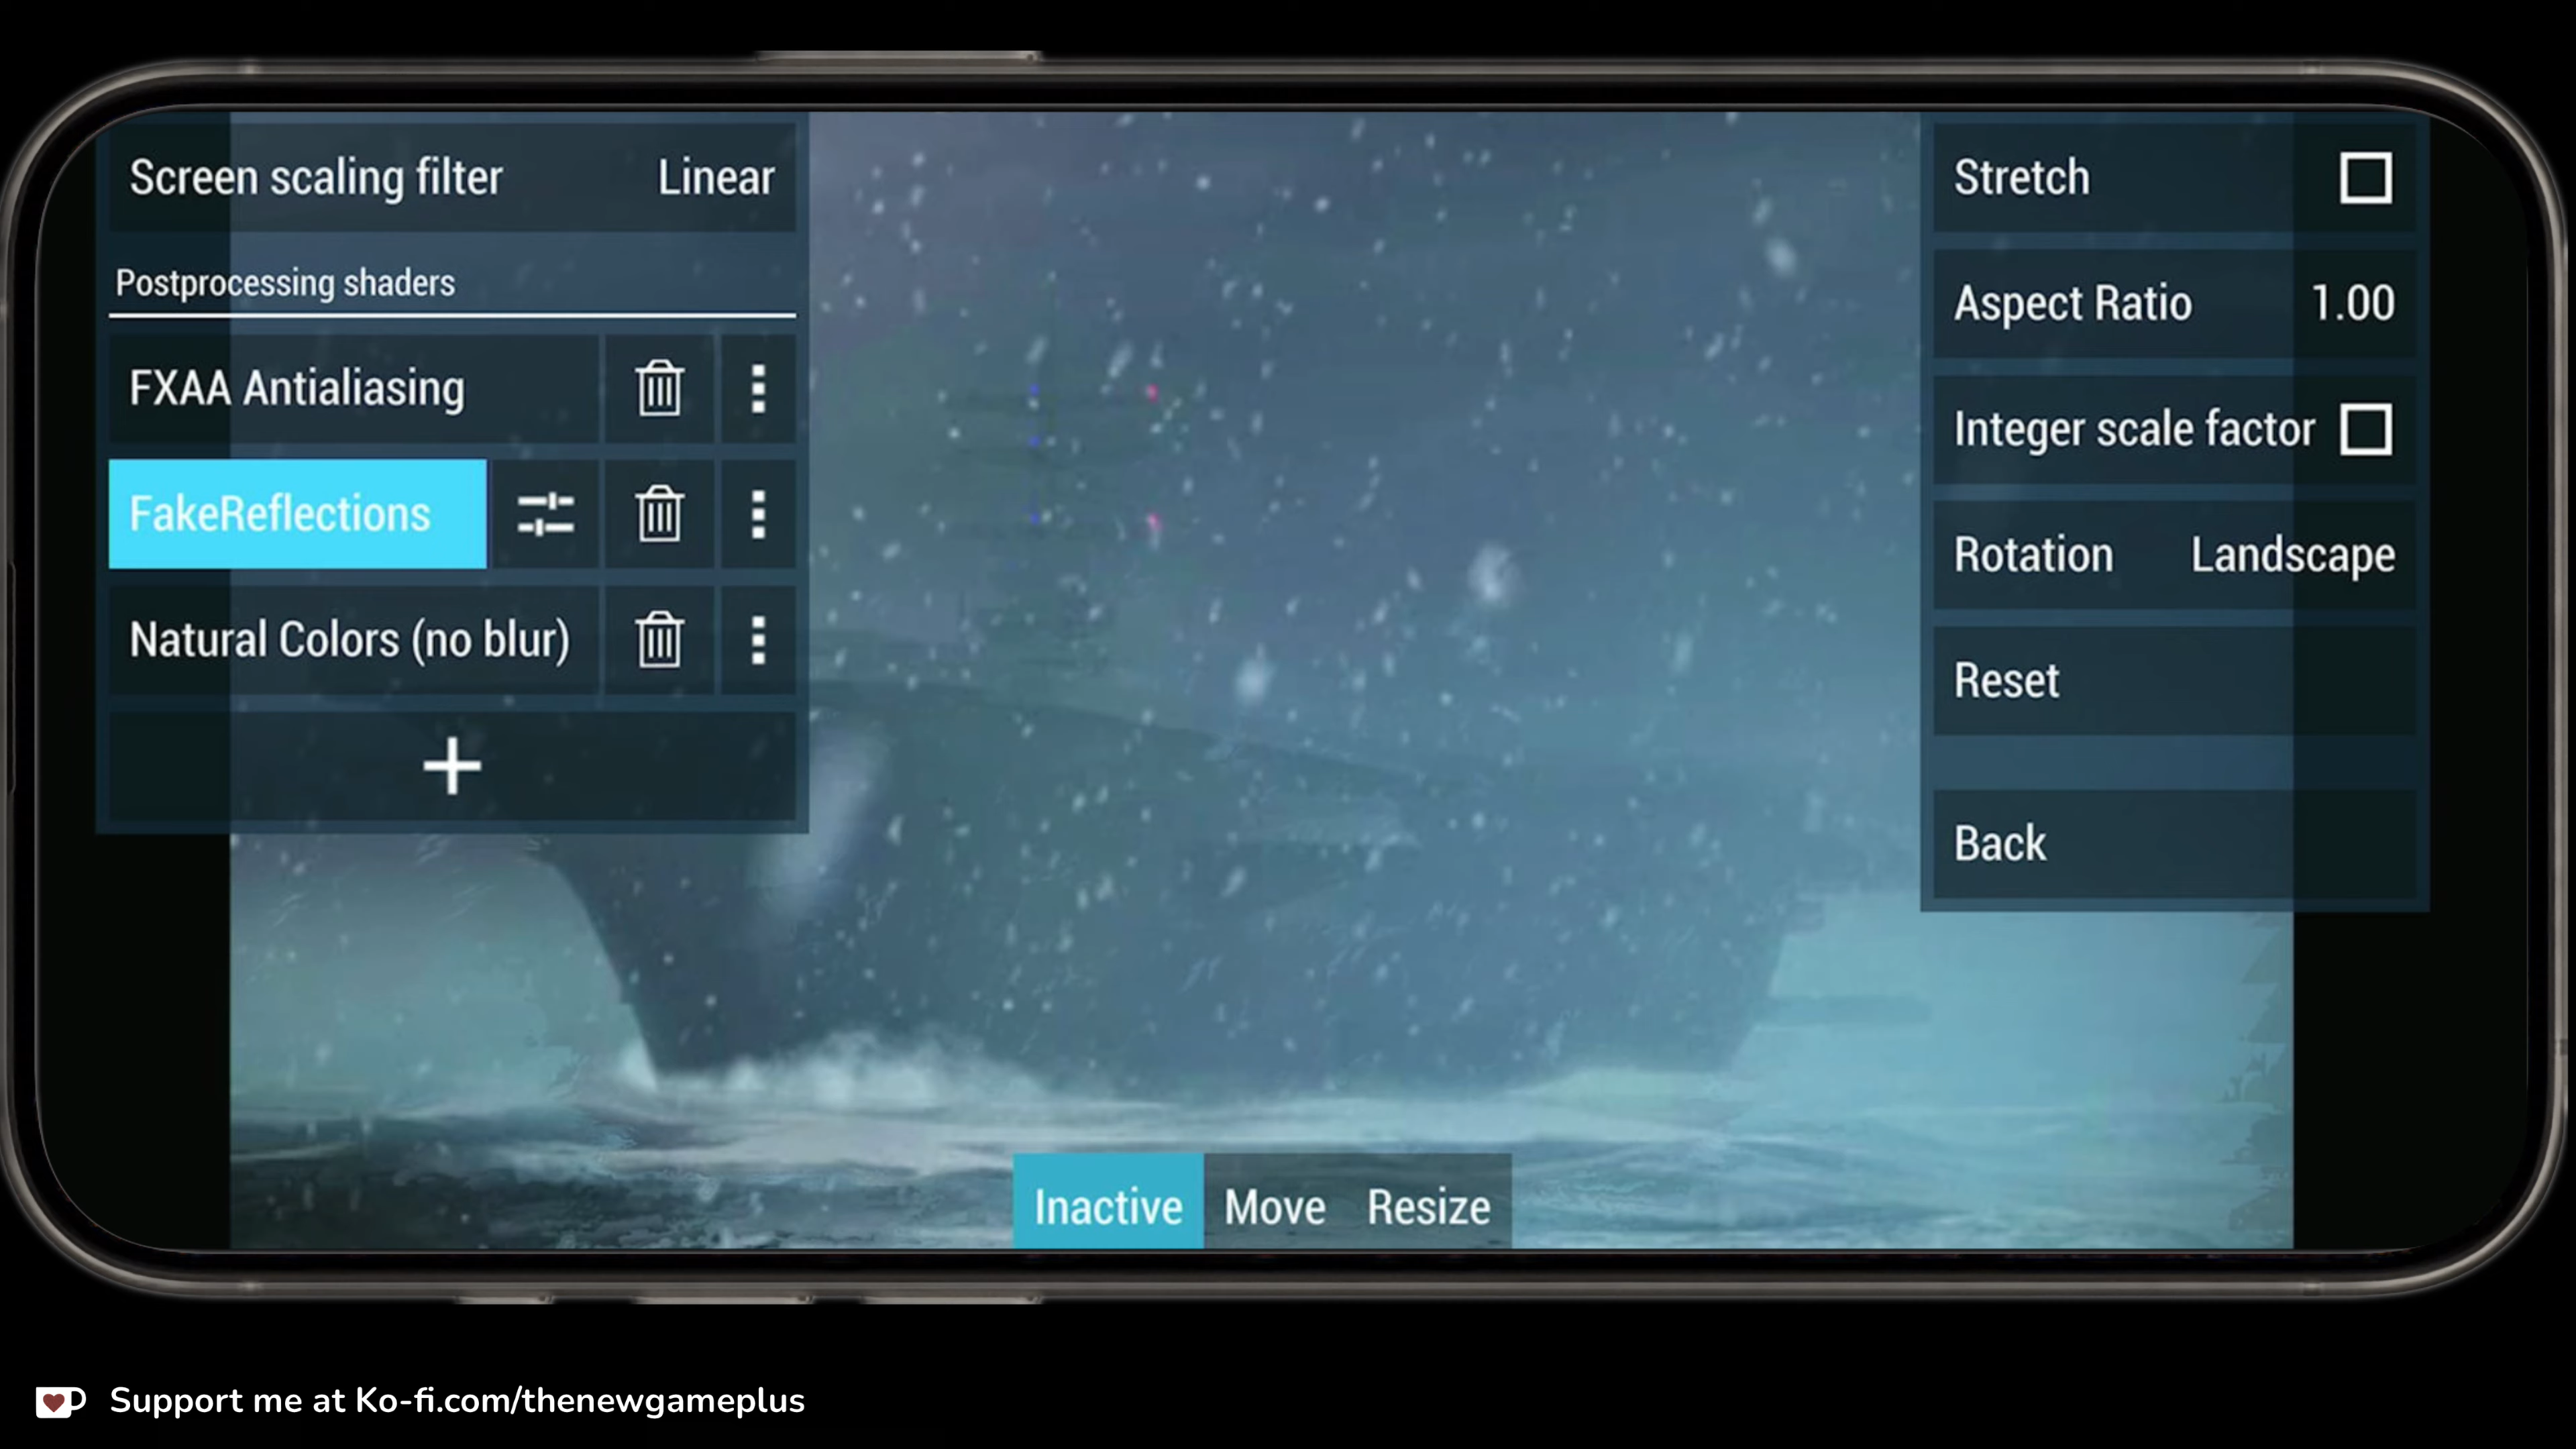 Screen scaling filter Linear
Postprocessing shaders
FXAA Antialiasing
FakeReflections
Natural Colors (no blur)
+
Stretch
Aspect Ratio 1.00
Integer scale factor
Rotation Landscape
Reset
Back
Inactive Move Resize
Support me at Ko-fi.com/thenewgameplus